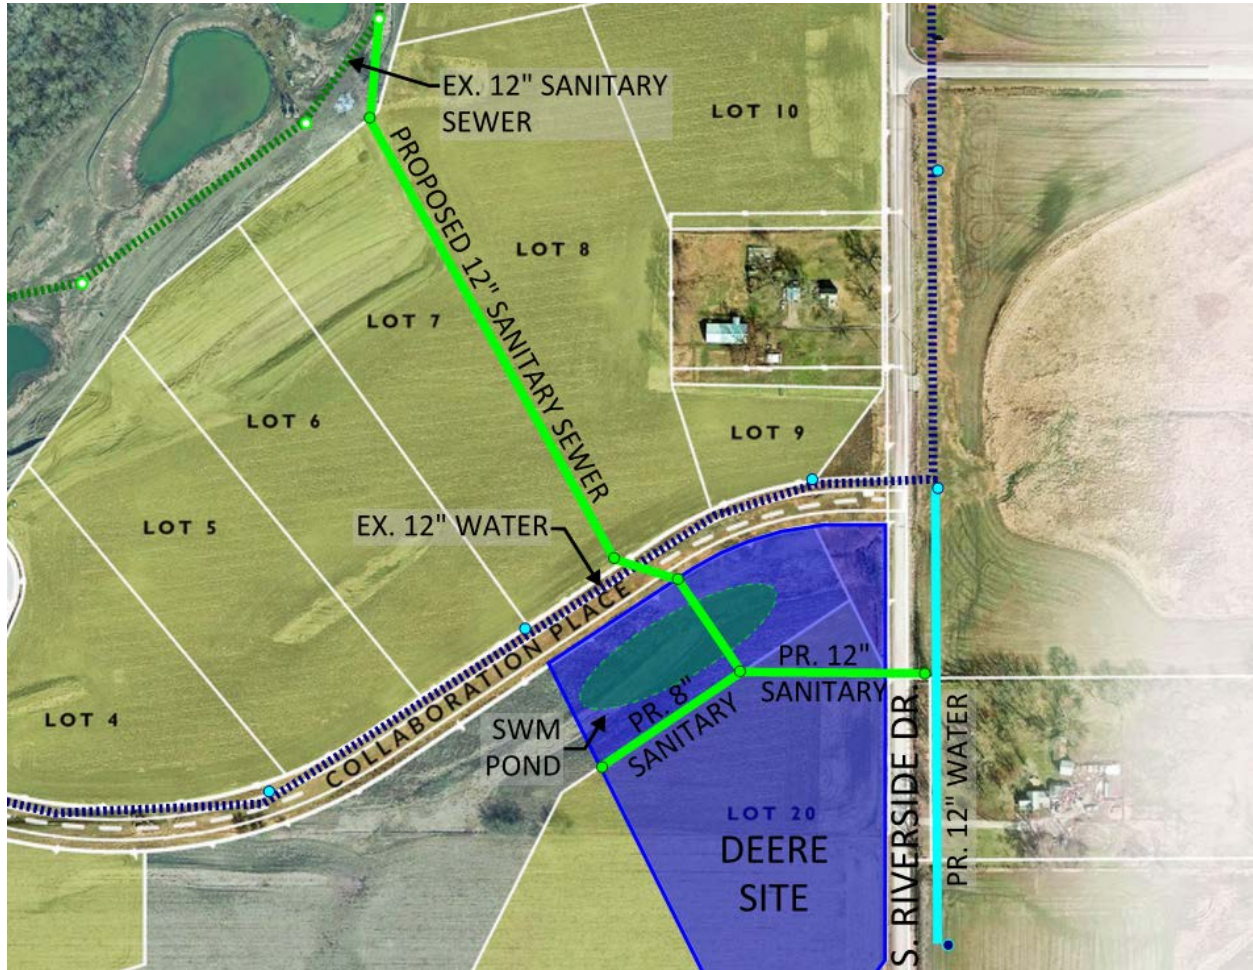 EX. 12" SANITARY
SEWER
LOT 10
PROPOSED 12" SANITARY SEWER
LOT 8
LOT 7
LOT 6
LOT 9
LOT 5
EX. 12" WATER
COLLABORATION PLACE
LOT 4
PR. 12"
SANITARY
PR. 8"
SANITARY
SWM
POND
LOT 20
DEERE
SITE
S. RIVERSIDE DR.
PR. 12" WATER